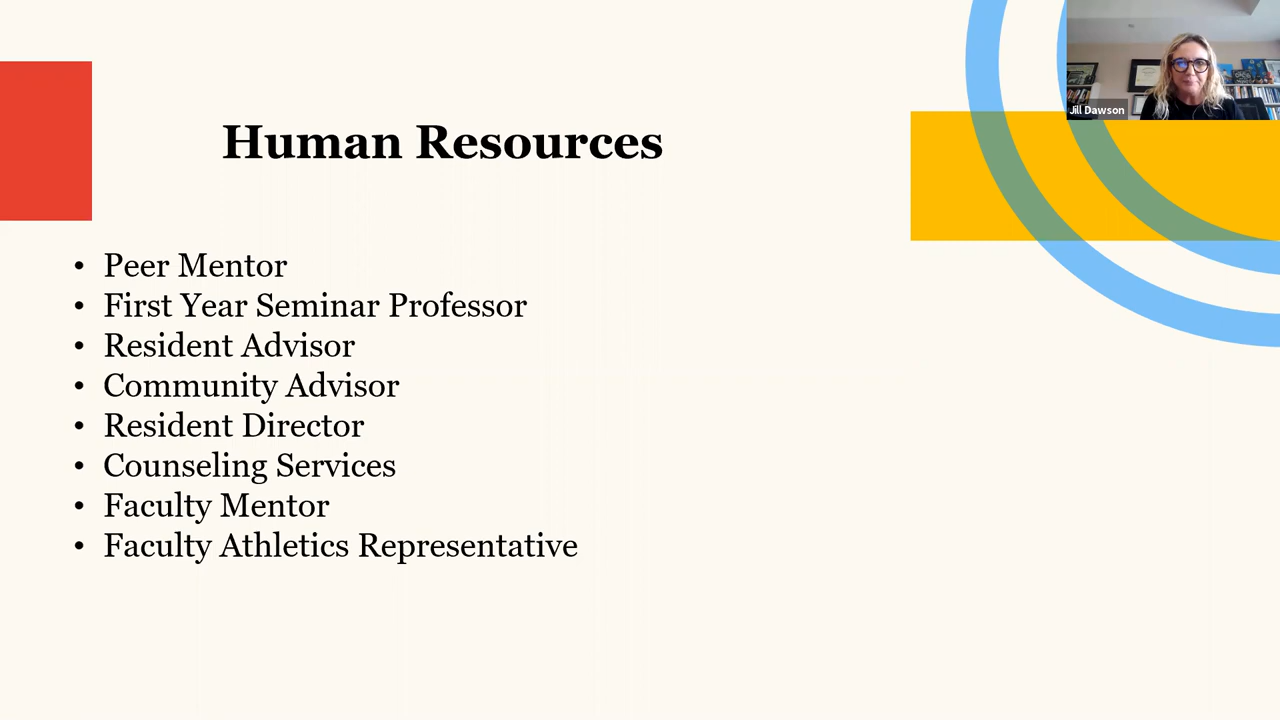 Human Resources
Jill Dawson
• Peer Mentor
• First Year Seminar Professor
• Resident Advisor
• Community Advisor
• Resident Director
• Counseling Services
• Faculty Mentor
• Faculty Athletics Representative